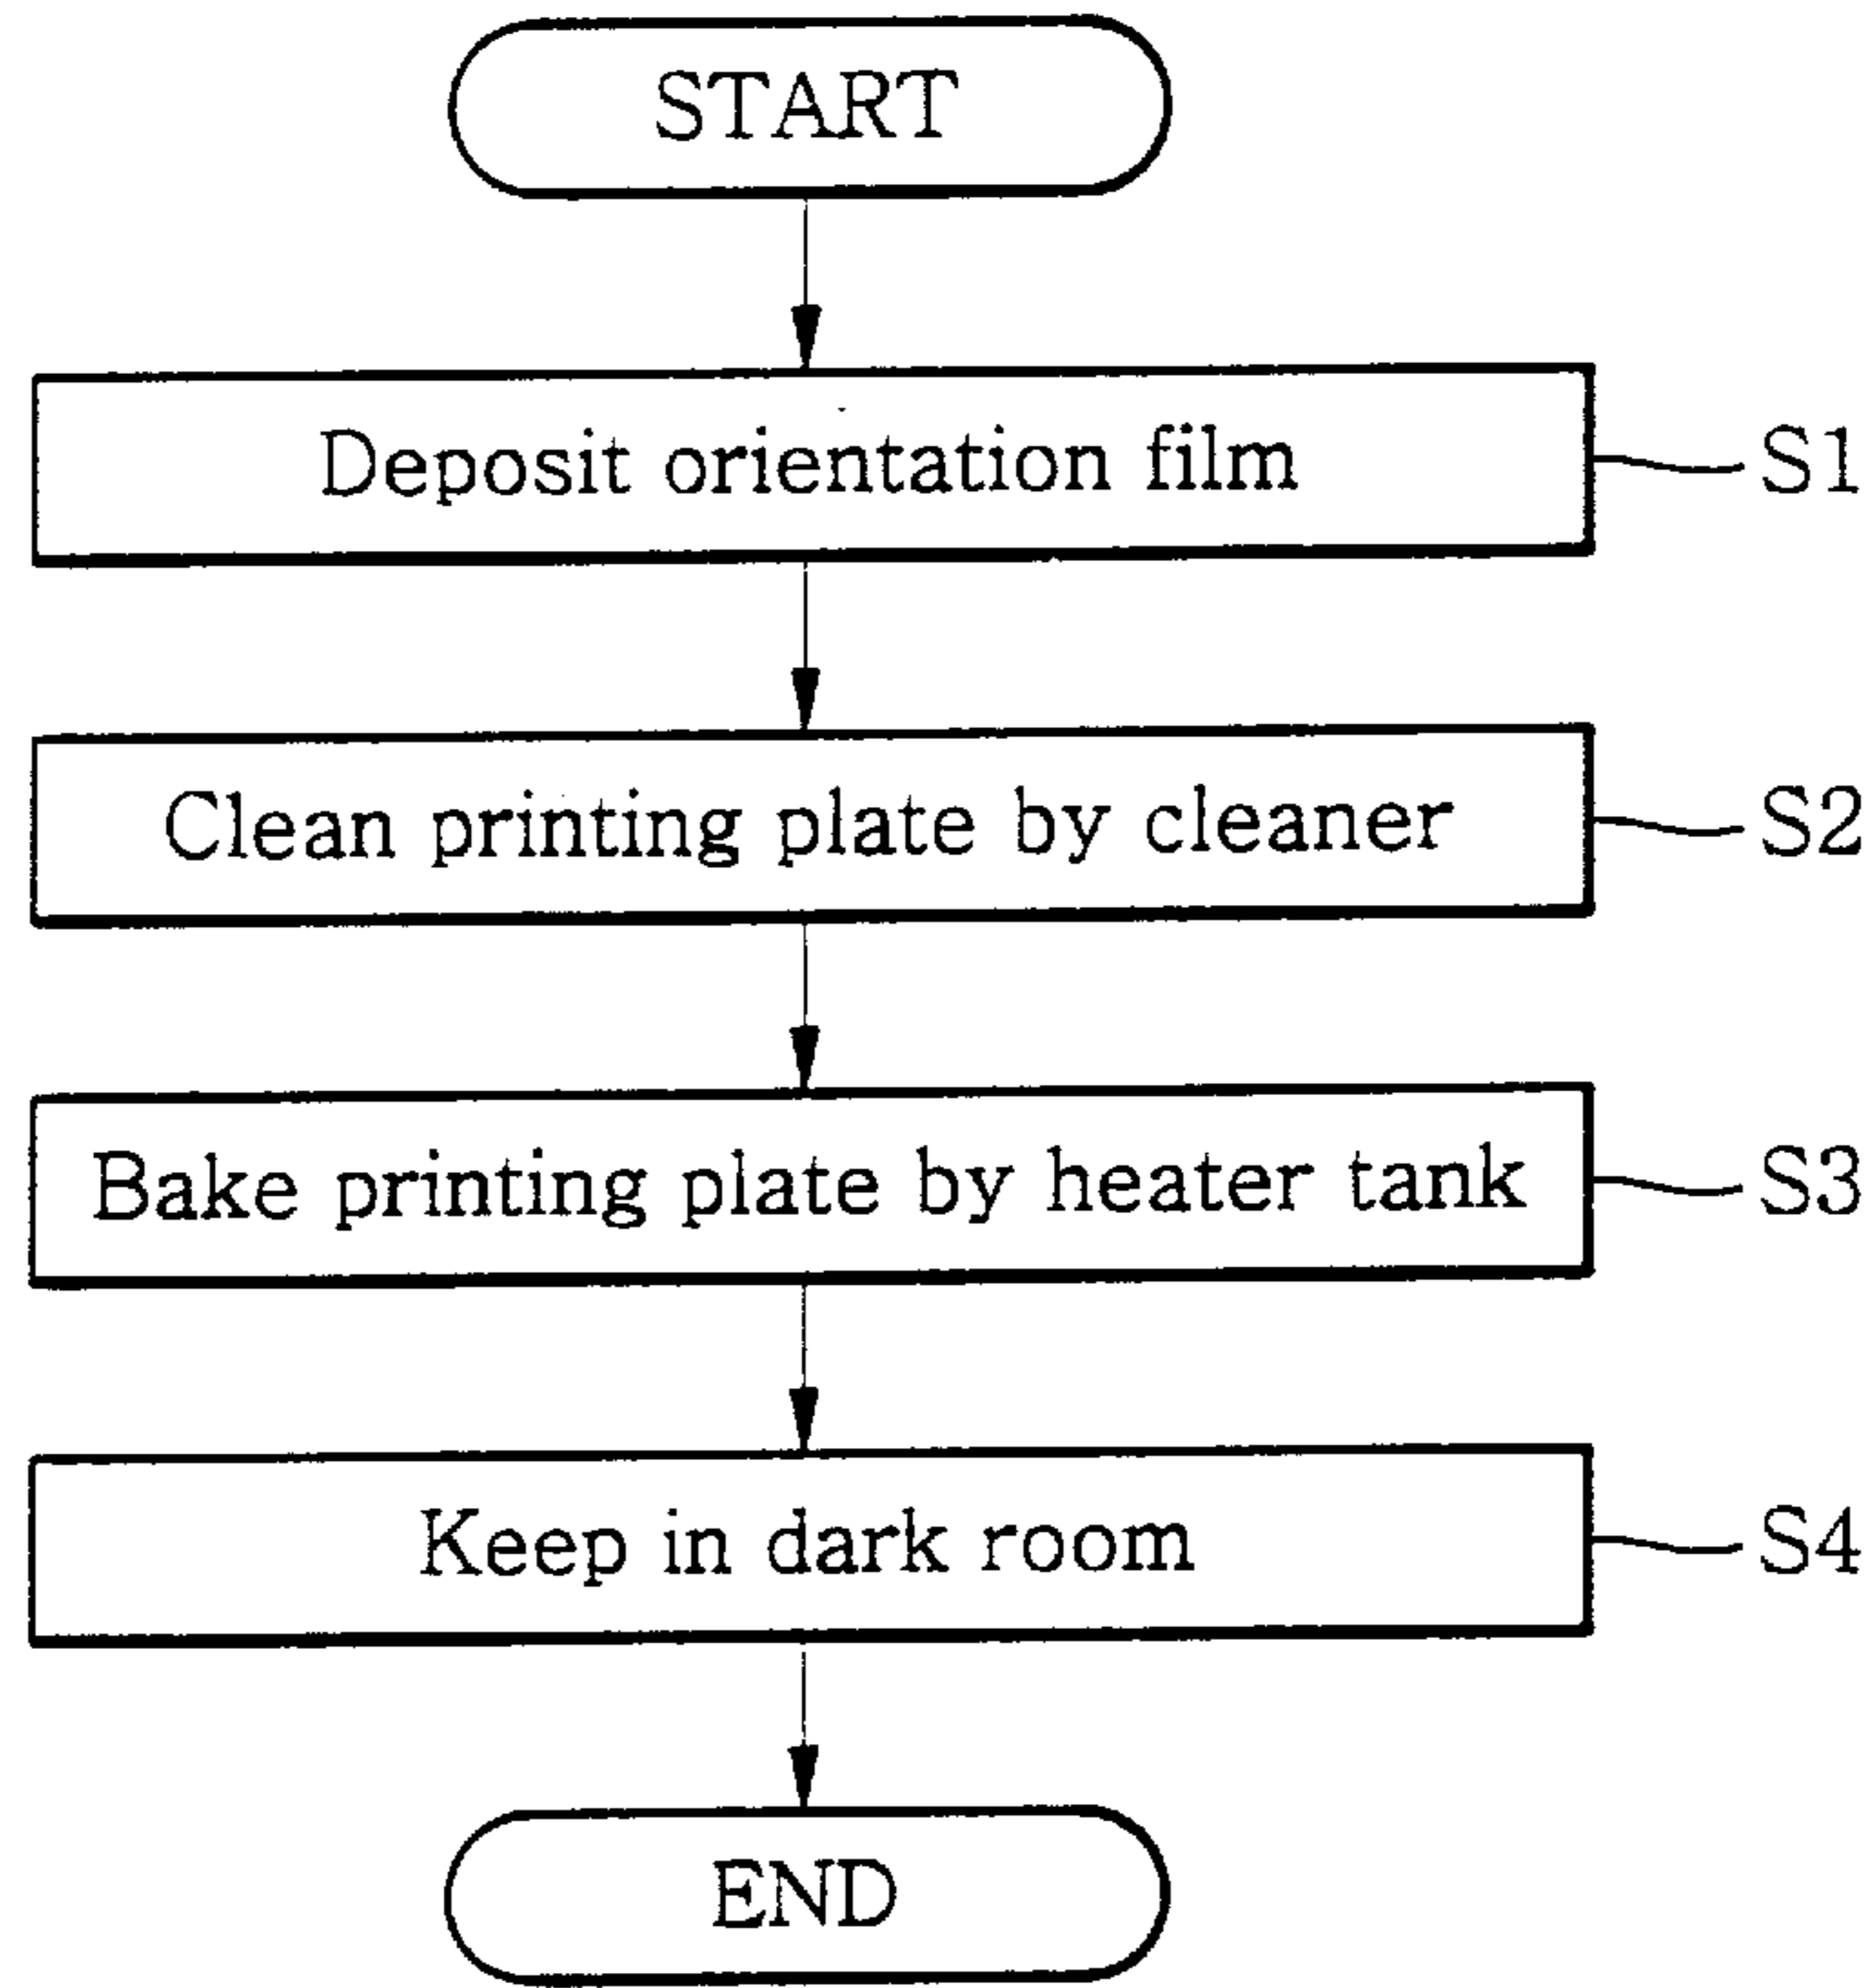 START
Deposit orientation film
S1
Clean printing plate by cleaner
S2
Bake printing plate by heater tank
S3
Keep in dark room
S4
END